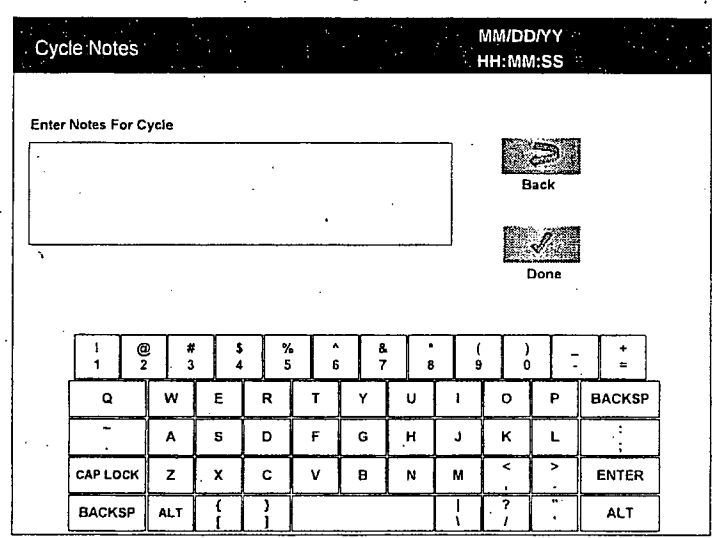 Cycle Notes
MM/DD/YY
HH:MM:SS
Enter Notes For Cycle
Back
Done
! @ # $ % ^ & * ( ) _ +
1 2 3 4 5 6 7 8 9 0 - =
Q W E R T Y U I O P BACKSP
~ A S D F G H J K L :
. ;
CAP LOCK Z X C V B N M < > ENTER
, .
BACKSP ALT { } | ? " ALT
[ ] \ / '